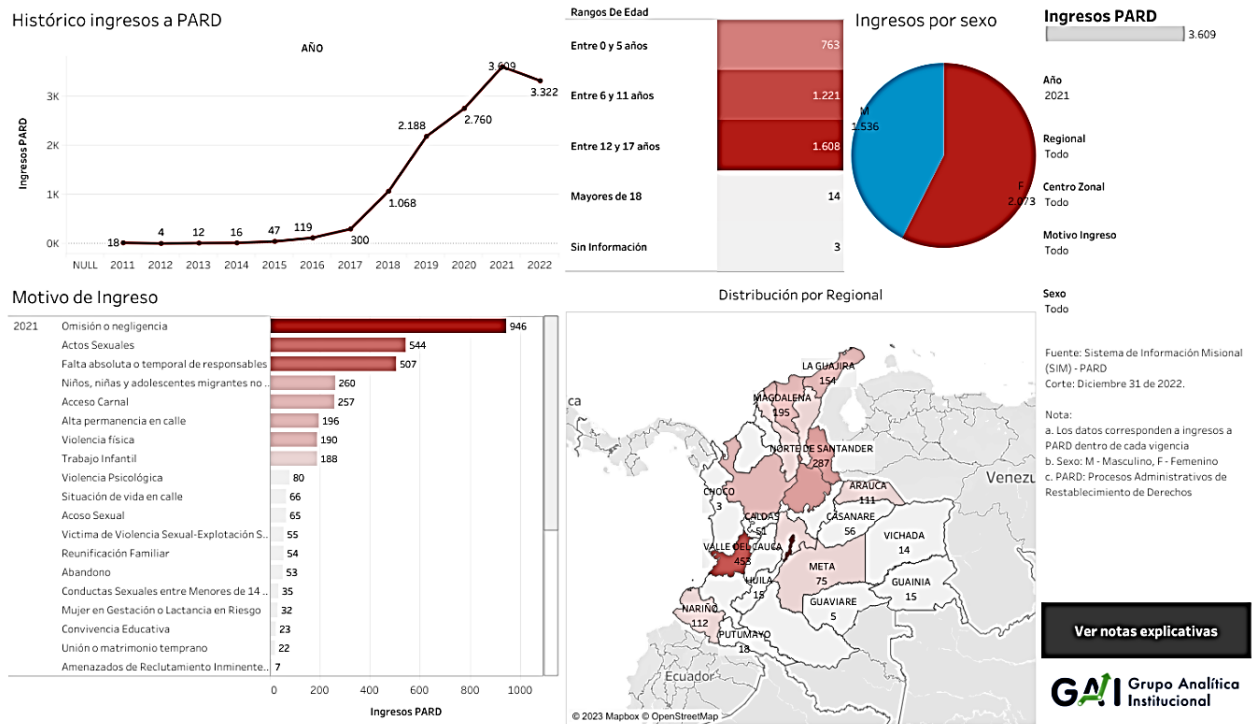 Histórico ingresos a PARD
AÑO
3K
2K
1K
0K
Ingresos PARD
18
4
12
16
47
119
300
1.068
2.188
2.760
3.609
3.322
NULL 2011 2012 2013 2014 2015 2016 2017 2018 2019 2020 2021 2022
Rangos De Edad
Entre 0 y 5 años 763
Entre 6 y 11 años 1.221
Entre 12 y 17 años 1.608
Mayores de 18 14
Sin Información 3
Ingresos por sexo
M
1.536
F
2.073
Ingresos PARD
3.609
Año
2021
Regional
Todo
Centro Zonal
Todo
Motivo Ingreso
Todo
Sexo
Todo
Fuente: Sistema de Información Misional
(SIM) - PARD
Corte: Diciembre 31 de 2022.
Nota:
a. Los datos corresponden a ingresos a
PARD dentro de cada vigencia
b. Sexo: M - Masculino, F - Femenino
c. PARD: Procesos Administrativos de
Restablecimiento de Derechos
Ver notas explicativas
GAI Grupo Analítica
Institucional
Motivo de Ingreso
2021 Omisión o negligencia 946
Actos Sexuales 544
Falta absoluta o temporal de responsables 507
Niños, niñas y adolescentes migrantes no .. 260
Acceso Carnal 257
Alta permanencia en calle 196
Violencia física 190
Trabajo Infantil 188
Violencia Psicológica 80
Situación de vida en calle 66
Acoso Sexual 65
Victima de Violencia Sexual-Explotación S.. 55
Reunificación Familiar 54
Abandono 53
Conductas Sexuales entre Menores de 14 .. 35
Mujer en Gestación o Lactancia en Riesgo 32
Convivencia Educativa 23
Unión o matrimonio temprano 22
Amenazados de Reclutamiento Inminente.. 7
0 200 400 600 800 1000
Ingresos PARD
Distribución por Regional
ca
LA GUAJIRA
154
MAGDALENA
195
NORTE DE SANTANDER
287
CHOCO
3
ARAUCA
111
CALDAS
51
CASANARE
56
Venezu
VICHADA
14
VALLE DEL CAUCA
453
META
75
HUILA
15
GUAINIA
15
GUAVIARE
5
NARIÑO
112
PUTUMAYO
18
Ecuador
© 2023 Mapbox © OpenStreetMap